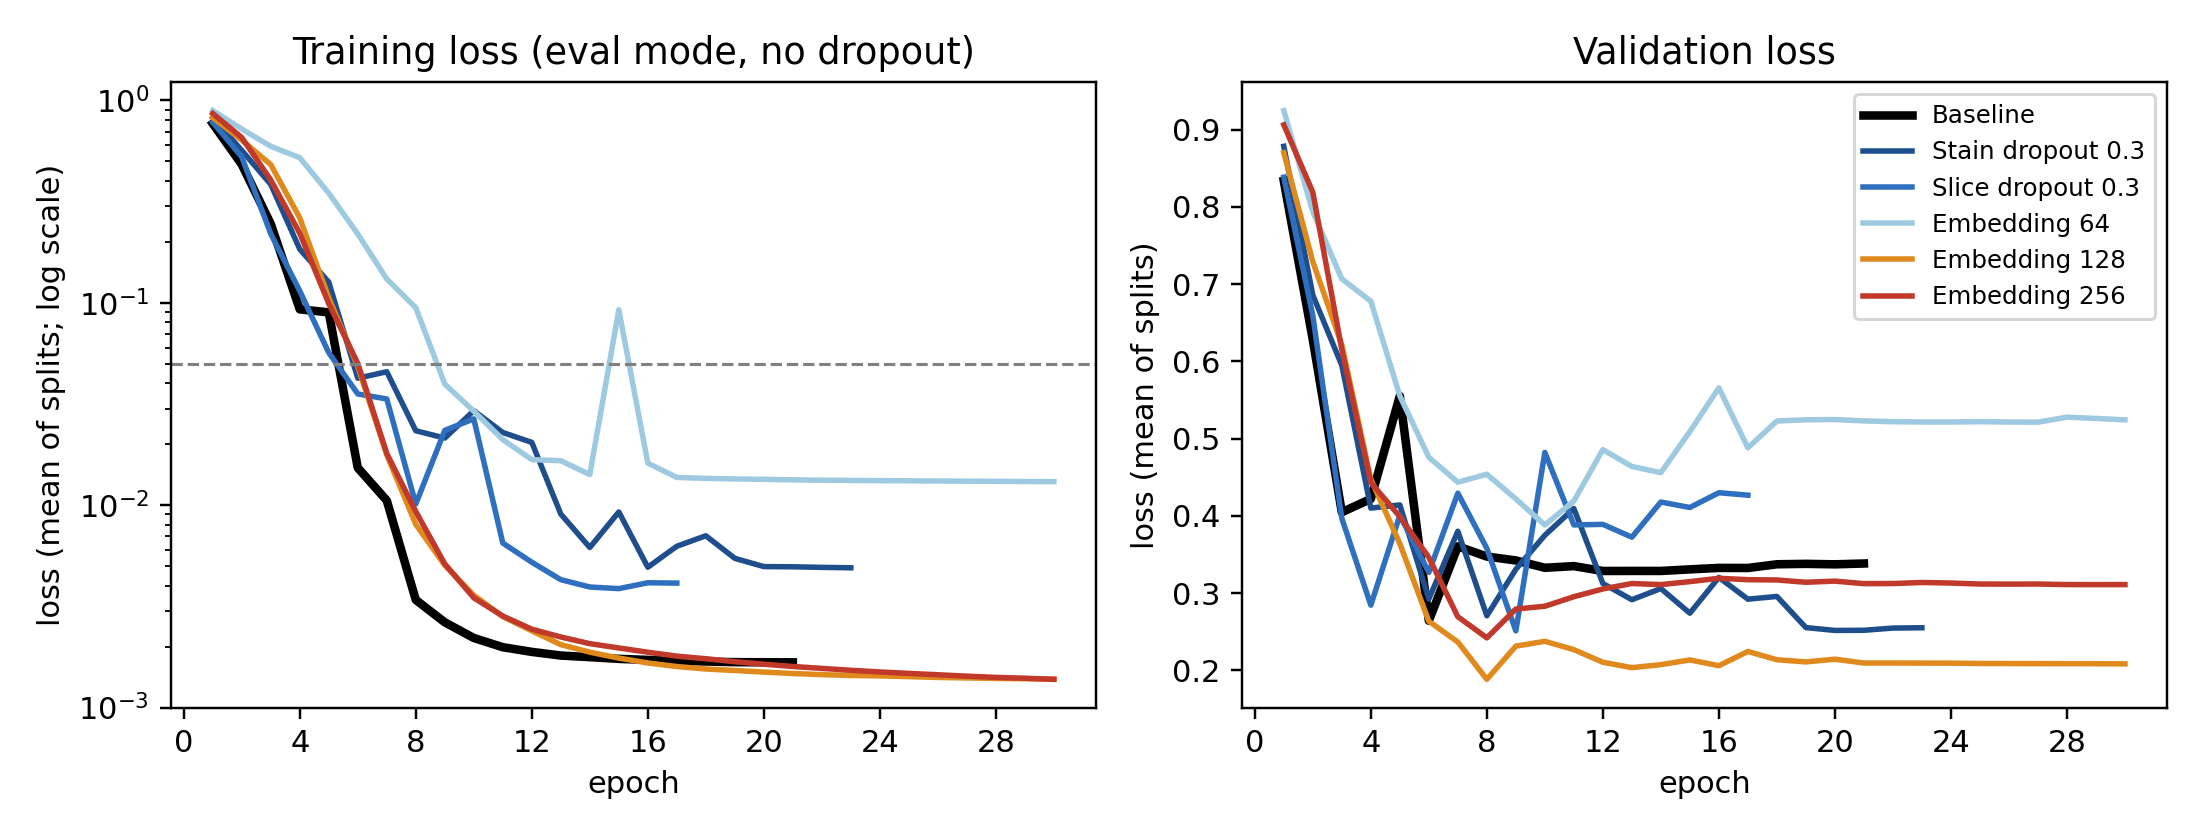 Training loss (eval mode, no dropout)
loss (mean of splits; log scale)
10⁰
10⁻¹
10⁻²
10⁻³
0 4 8 12 16 20 24 28
epoch
Validation loss
loss (mean of splits)
0.9
0.8
0.7
0.6
0.5
0.4
0.3
0.2
0 4 8 12 16 20 24 28
epoch
Baseline
Stain dropout 0.3
Slice dropout 0.3
Embedding 64
Embedding 128
Embedding 256